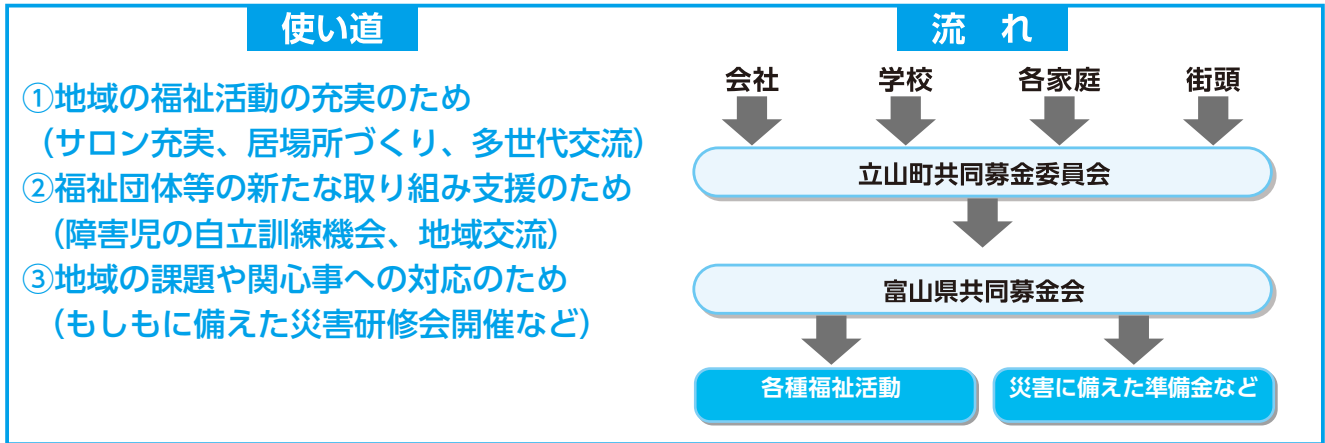 使い道
①地域の福祉活動の充実のため
（サロン充実、居場所づくり、多世代交流）
②福祉団体等の新たな取り組み支援のため
（障害児の自立訓練機会、地域交流）
③地域の課題や関心事への対応のため
（もしもに備えた災害研修会開催など）
流　れ
会社　学校　各家庭　街頭
立山町共同募金委員会
富山県共同募金会
各種福祉活動　災害に備えた準備金など